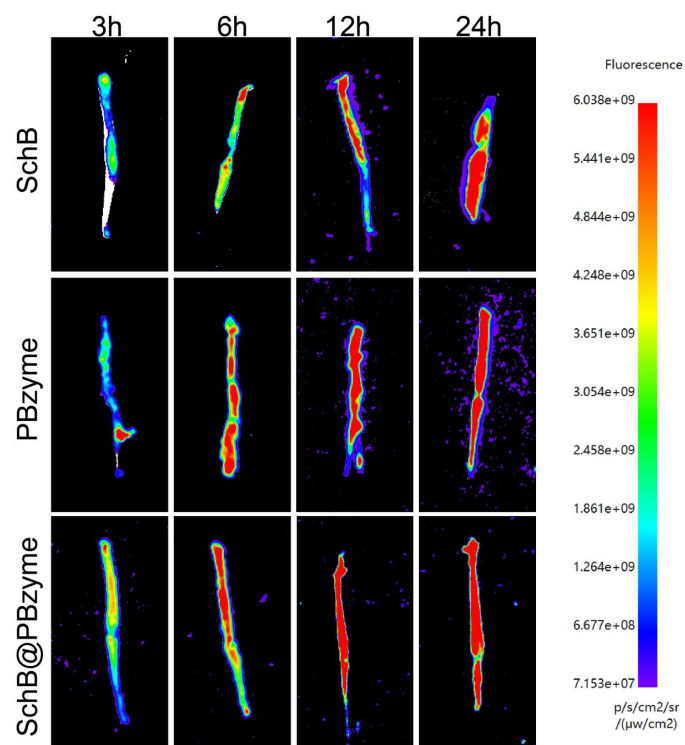 3h 6h 12h 24h
SchB
PBzyme
SchB@PBzyme
Fluorescence
6.038e+09
5.441e+09
4.844e+09
4.248e+09
3.651e+09
3.054e+09
2.458e+09
1.861e+09
1.264e+09
6.677e+08
7.153e+07
p/s/cm2/sr
/(μw/cm2)